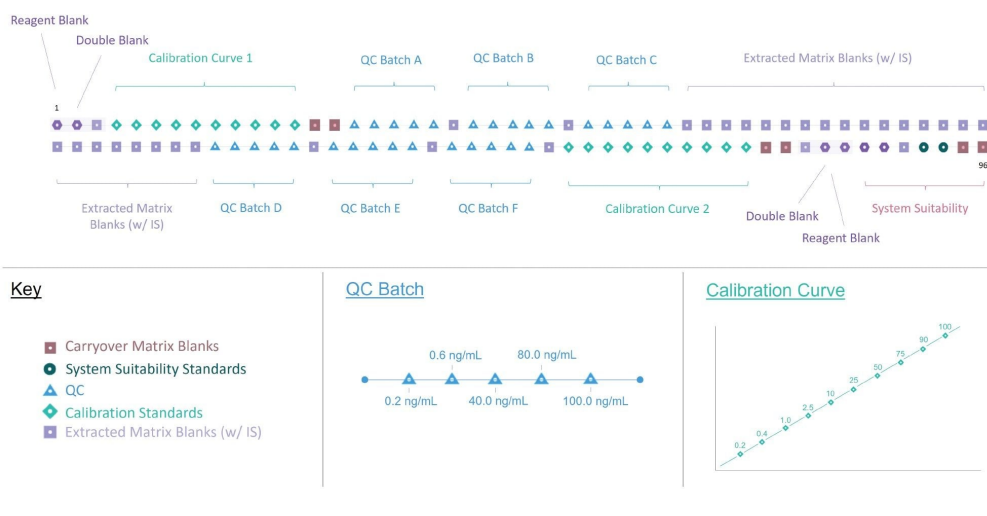 Reagent Blank
Double Blank
Calibration Curve 1
QC Batch A
QC Batch B
QC Batch C
Extracted Matrix Blanks (w/ IS)
1
96
Extracted Matrix
Blanks (w/ IS)
QC Batch D
QC Batch E
QC Batch F
Calibration Curve 2
Double Blank
Reagent Blank
System Suitability
Key
Carryover Matrix Blanks
System Suitability Standards
QC
Calibration Standards
Extracted Matrix Blanks (w/ IS)
QC Batch
0.6 ng/mL
80.0 ng/mL
0.2 ng/mL
40.0 ng/mL
100.0 ng/mL
Calibration Curve
100
90
75
50
25
10
2.5
1.0
0.4
0.2